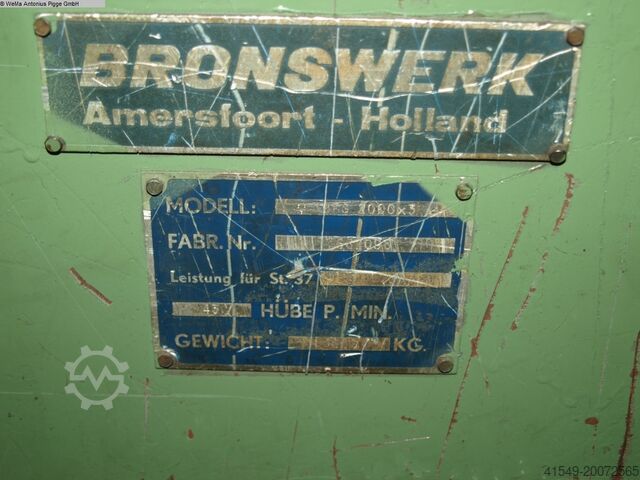 © WeMa Antonius Pigge GmbH
BRONSWERK
Amersfoort - Holland
MODELL:
FABR. Nr.
Leistung für St. 37
HÜBE P. MIN.
GEWICHT: KG.
41549-20072565